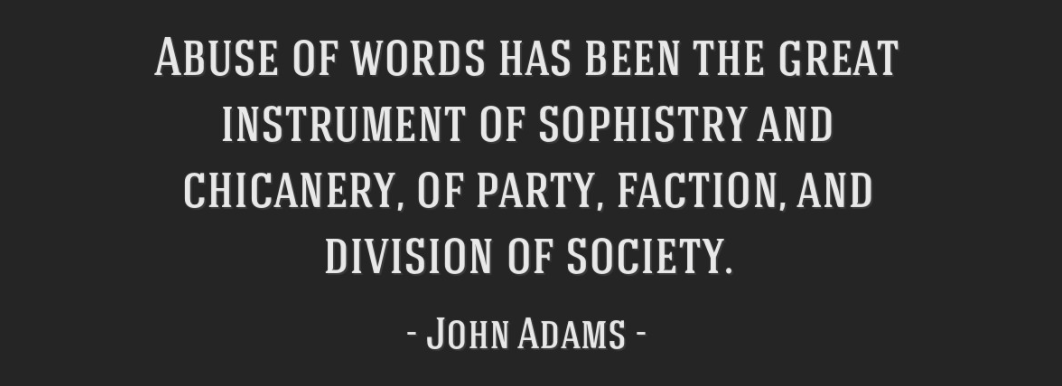 Abuse of words has been the great
instrument of sophistry and
chicanery, of party, faction, and
division of society.
- John Adams -